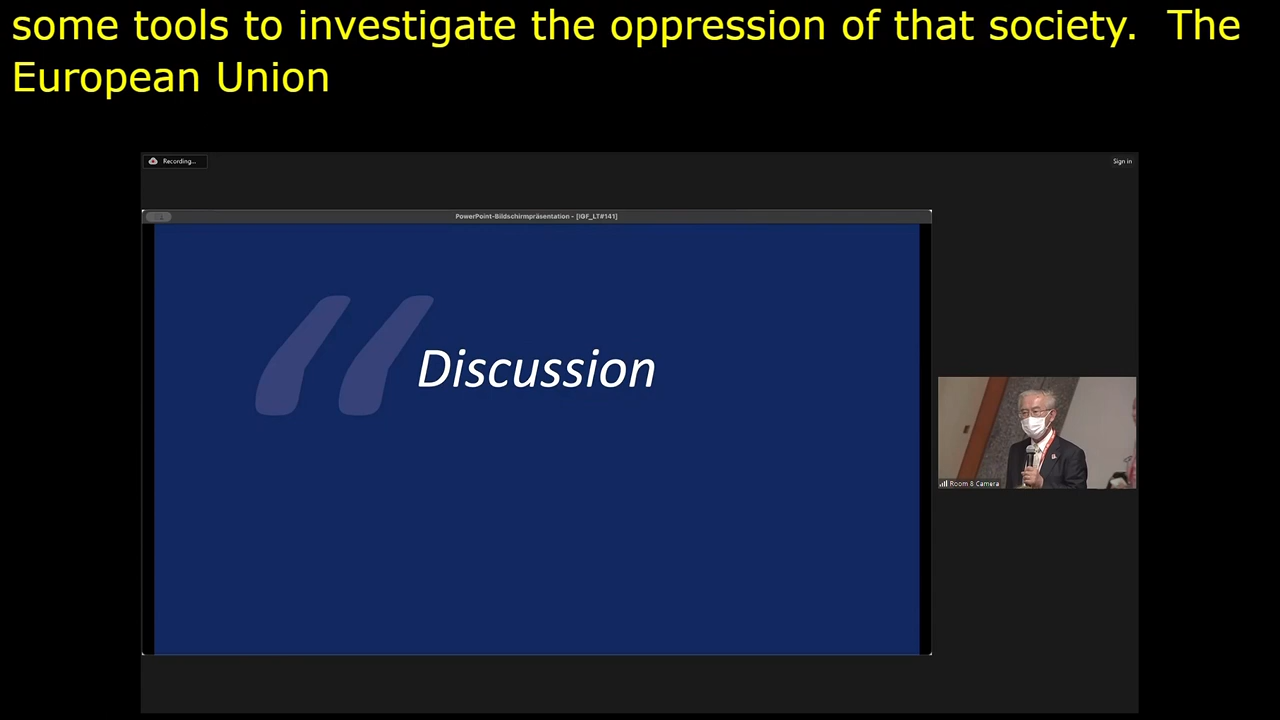 some tools to investigate the oppression of that society.  The
European Union
Recording...
Sign in
PowerPoint-Bildschirmpräsentation - [IGF_LT#141]
“Discussion
Room 8 Camera